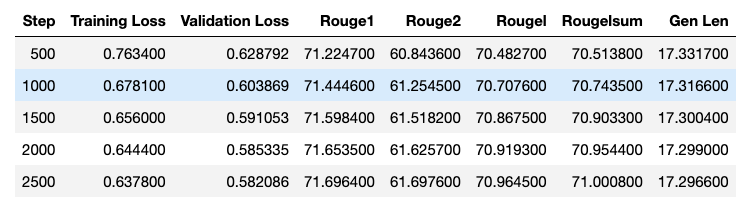 Step Training Loss Validation Loss Rouge1 Rouge2 Rougel Rougelsum Gen Len
500 0.763400 0.628792 71.224700 60.843600 70.482700 70.513800 17.331700
1000 0.678100 0.603869 71.444600 61.254500 70.707600 70.743500 17.316600
1500 0.656000 0.591053 71.598400 61.518200 70.867500 70.903300 17.300400
2000 0.644400 0.585335 71.653500 61.625700 70.919300 70.954400 17.299000
2500 0.637800 0.582086 71.696400 61.697600 70.964500 71.000800 17.296600